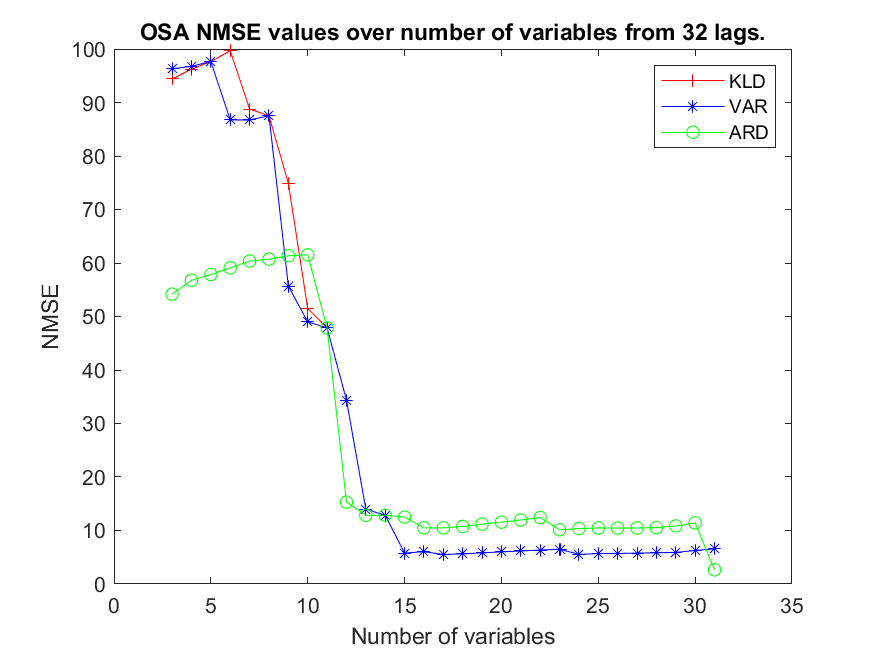 OSA NMSE values over number of variables from 32 lags.
KLD
VAR
ARD
100
90
80
70
60
50
40
30
20
10
0
NMSE
0 5 10 15 20 25 30 35
Number of variables